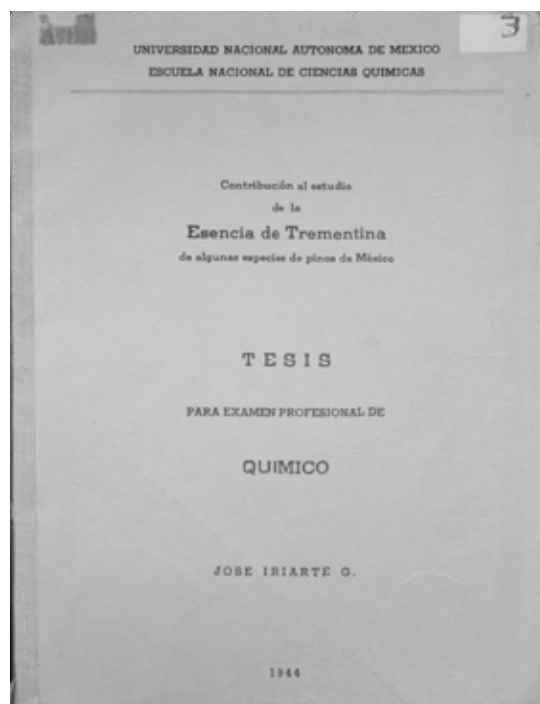 3
UNIVERSIDAD NACIONAL AUTONOMA DE MEXICO
ESCUELA NACIONAL DE CIENCIAS QUIMICAS
Contribución al estudio
de la
Esencia de Trementina
de algunas especies de pinos de México
TESIS
PARA EXAMEN PROFESIONAL DE
QUIMICO
JOSE IRIARTE G.
1944